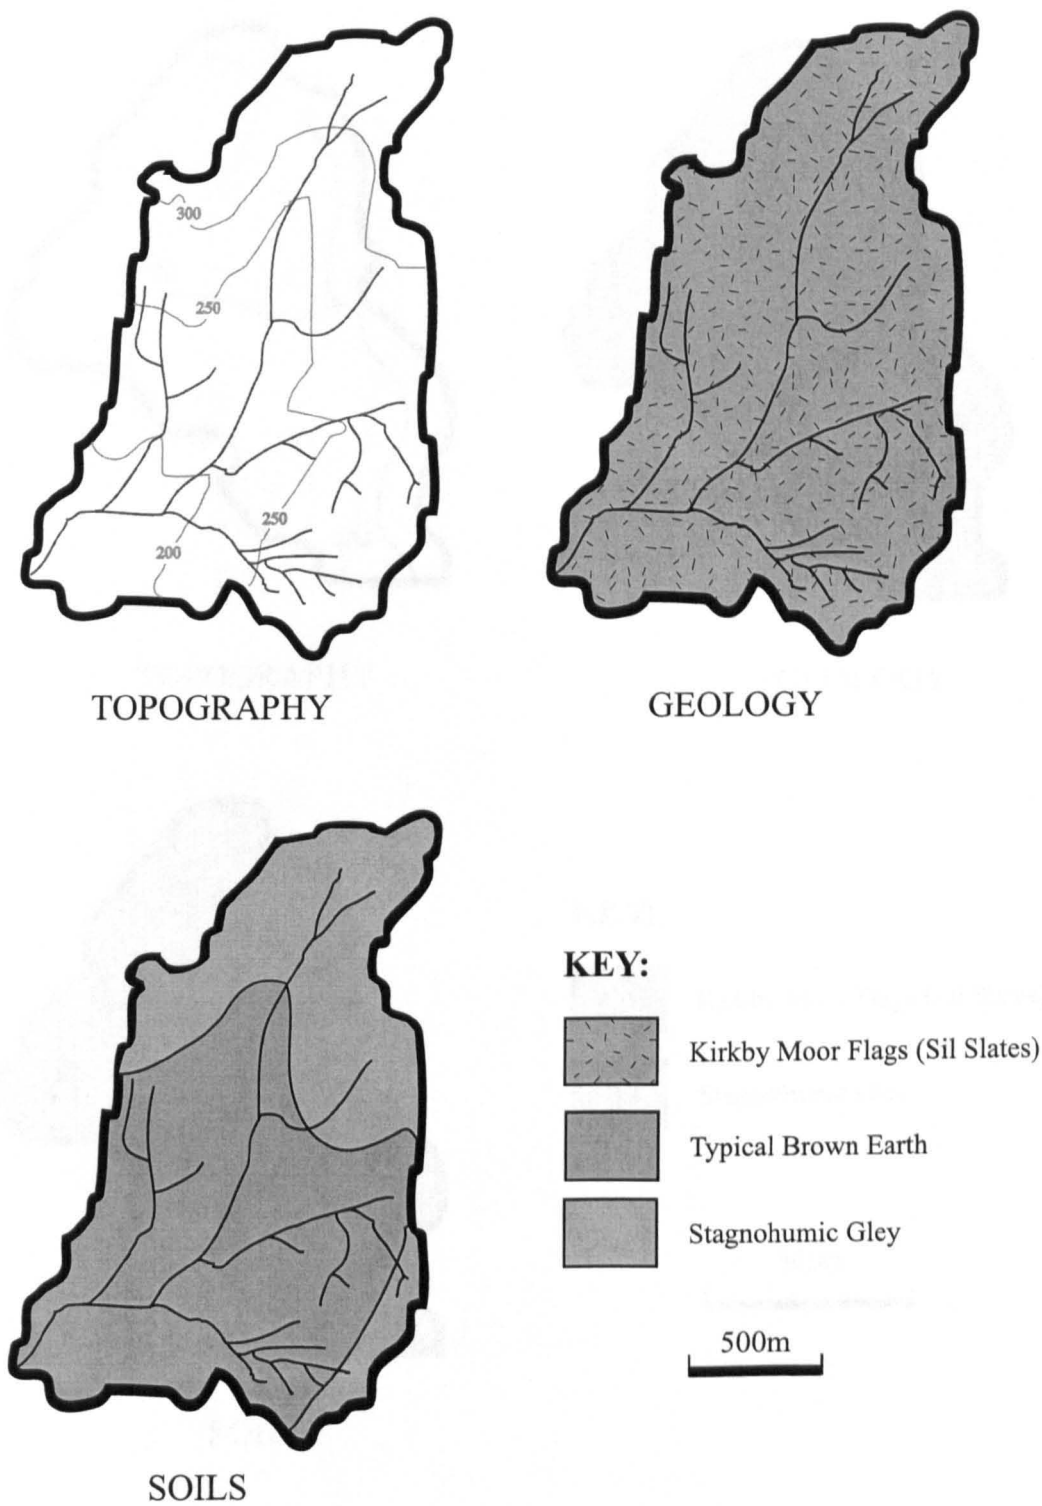 300
250
250
200
TOPOGRAPHY
GEOLOGY
KEY:
Kirkby Moor Flags (Sil Slates)
Typical Brown Earth
Stagnohumic Gley
500m
SOILS